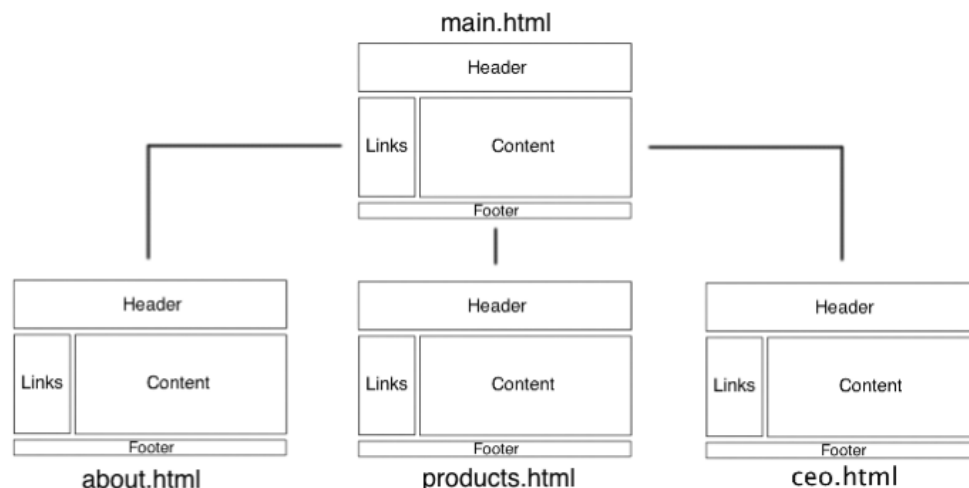 main.html
Header
Links Content
Footer
Header Header Header
Links Content Links Content Links Content
Footer Footer Footer
about.html products.html ceo.html